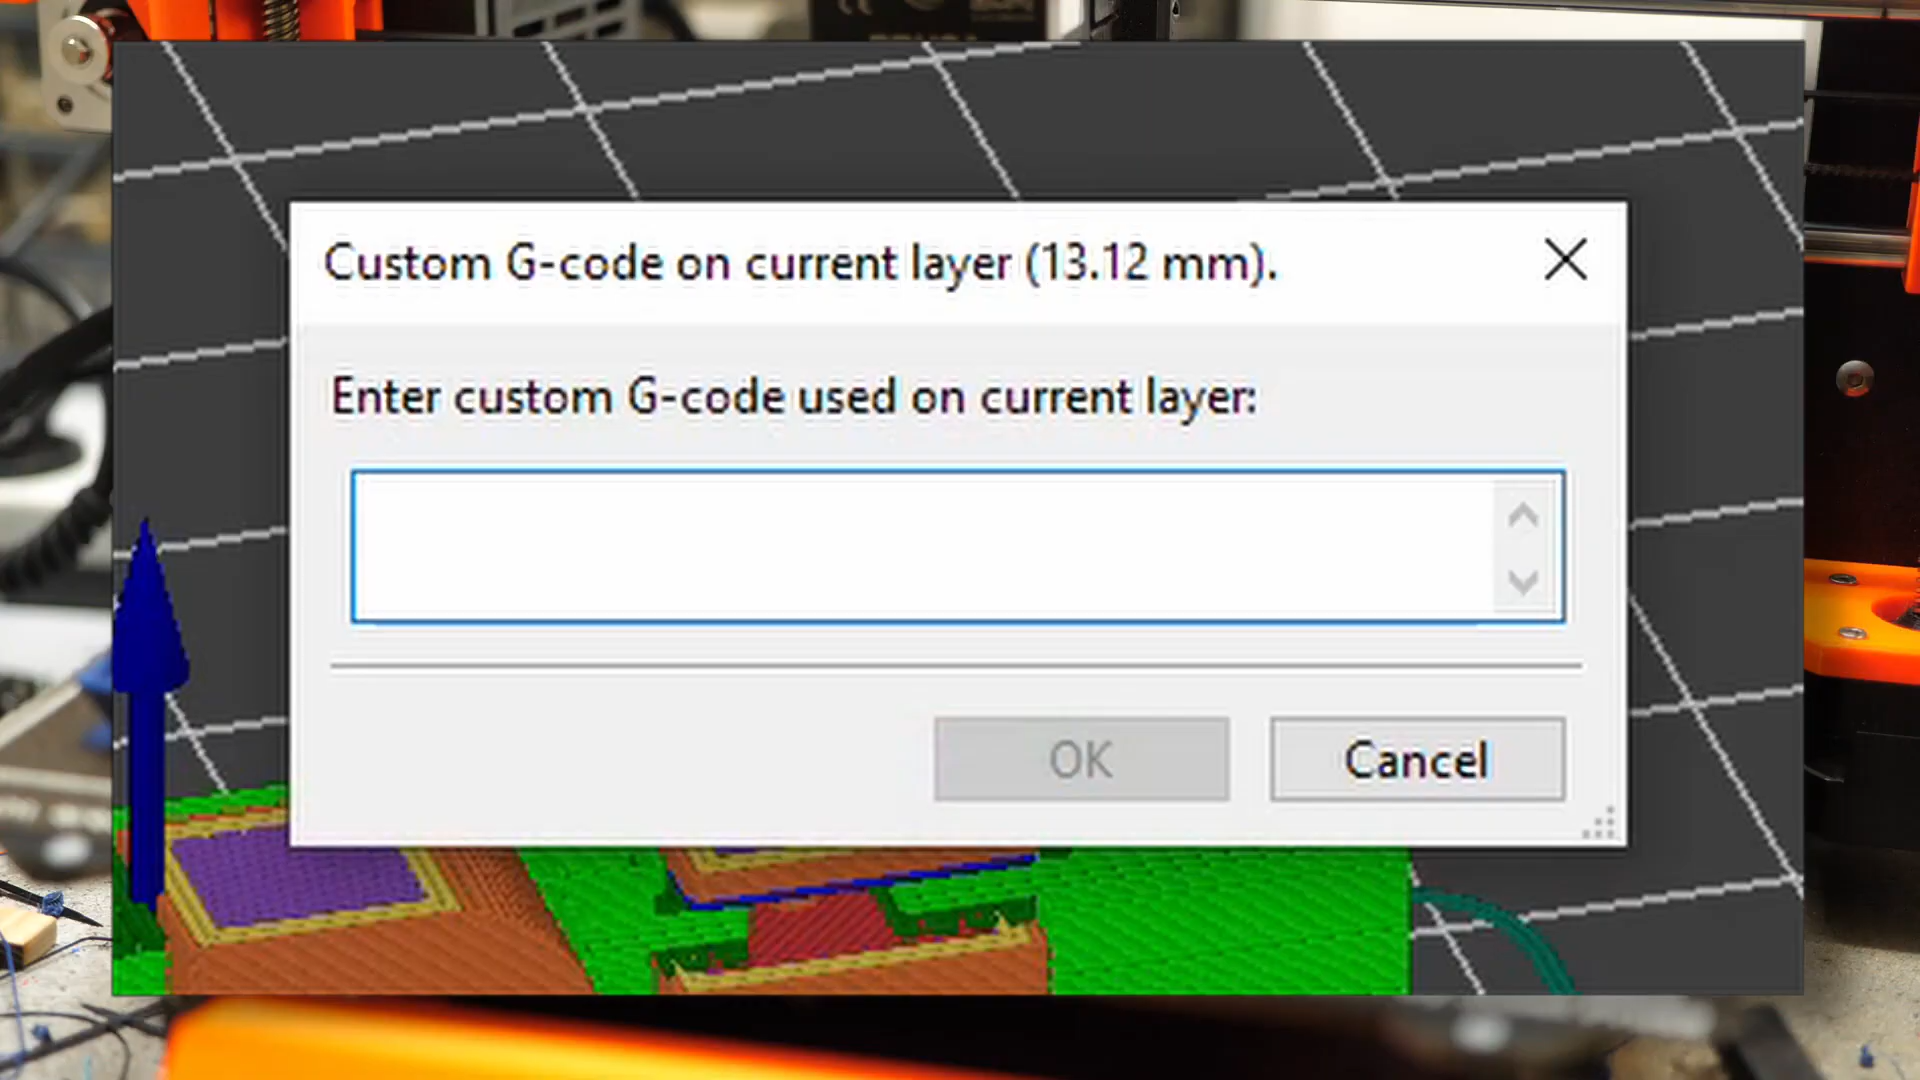 Custom G-code on current layer (13.12 mm).
Enter custom G-code used on current layer:
OK
Cancel